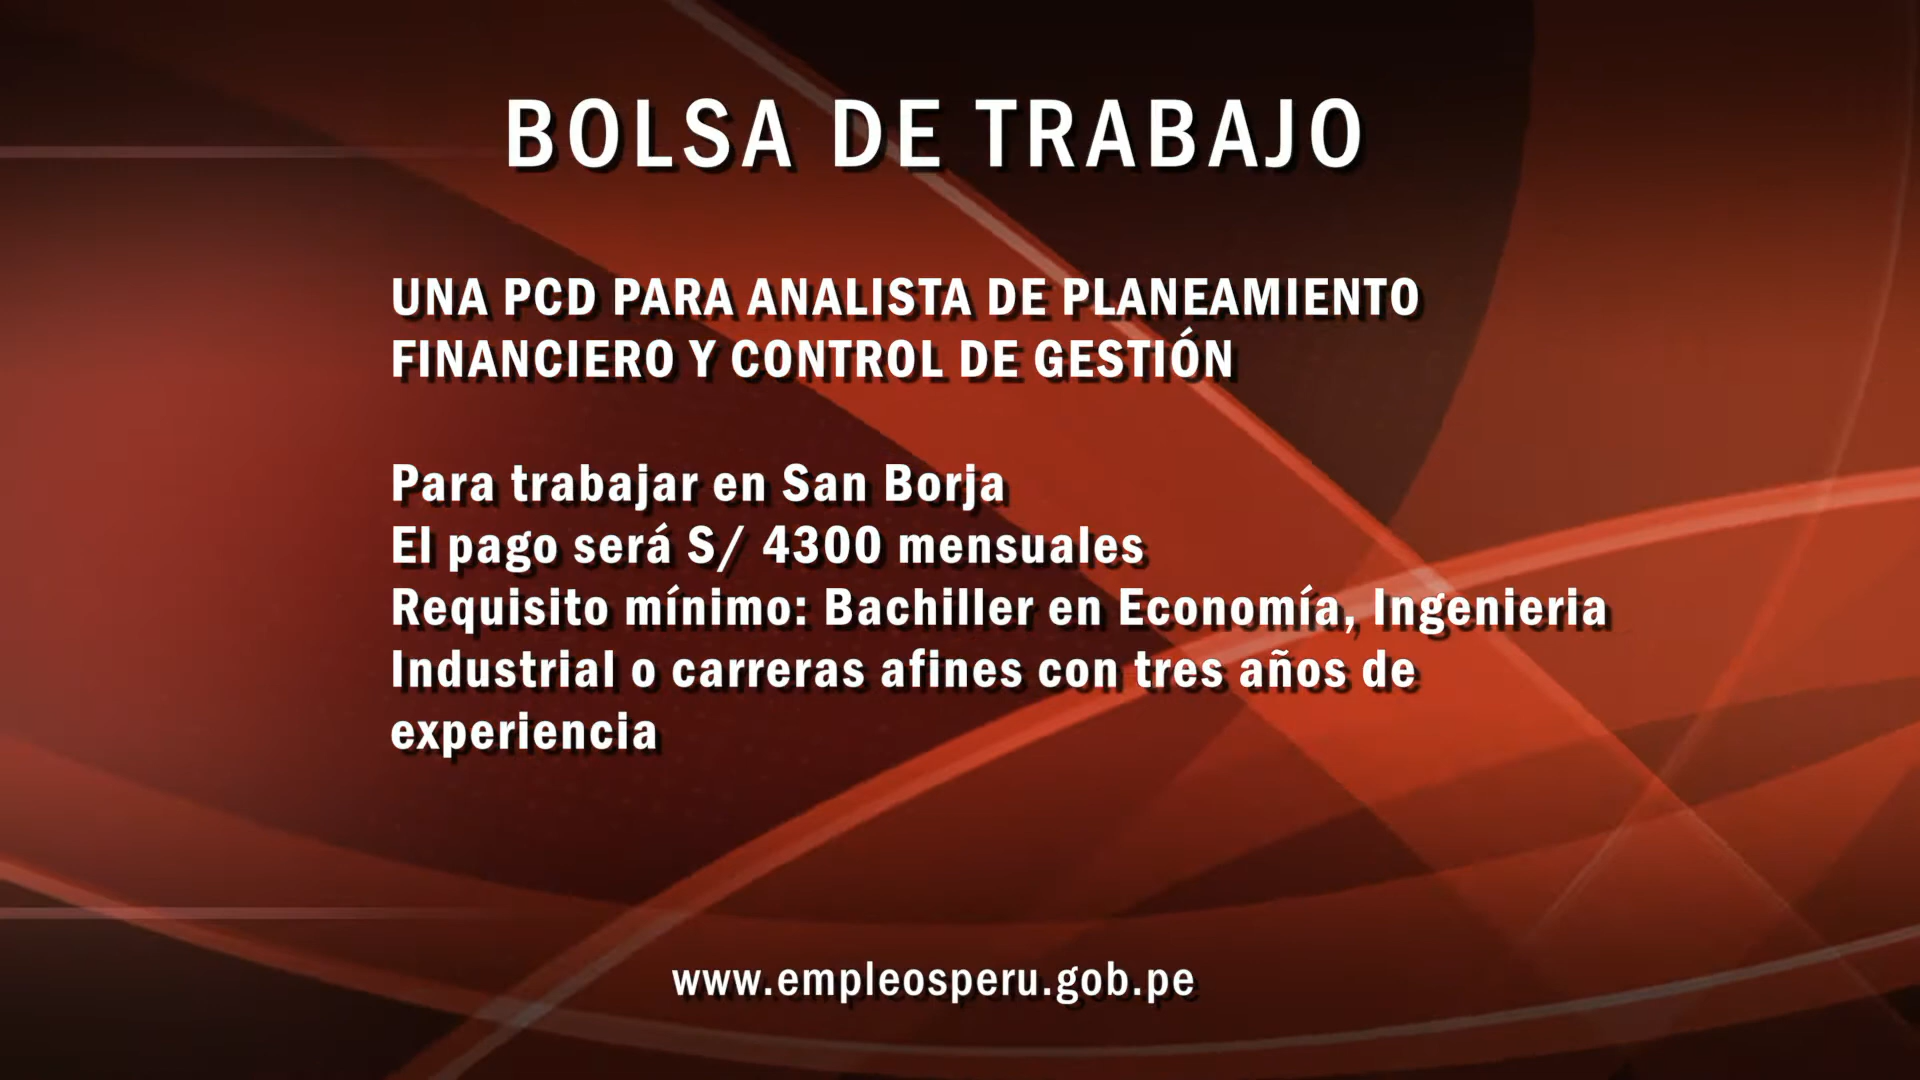 BOLSA DE TRABAJO
UNA PCD PARA ANALISTA DE PLANEAMIENTO
FINANCIERO Y CONTROL DE GESTIÓN
Para trabajar en San Borja
El pago será S/ 4300 mensuales
Requisito mínimo: Bachiller en Economía, Ingenieria
Industrial o carreras afines con tres años de
experiencia
www.empleosperu.gob.pe